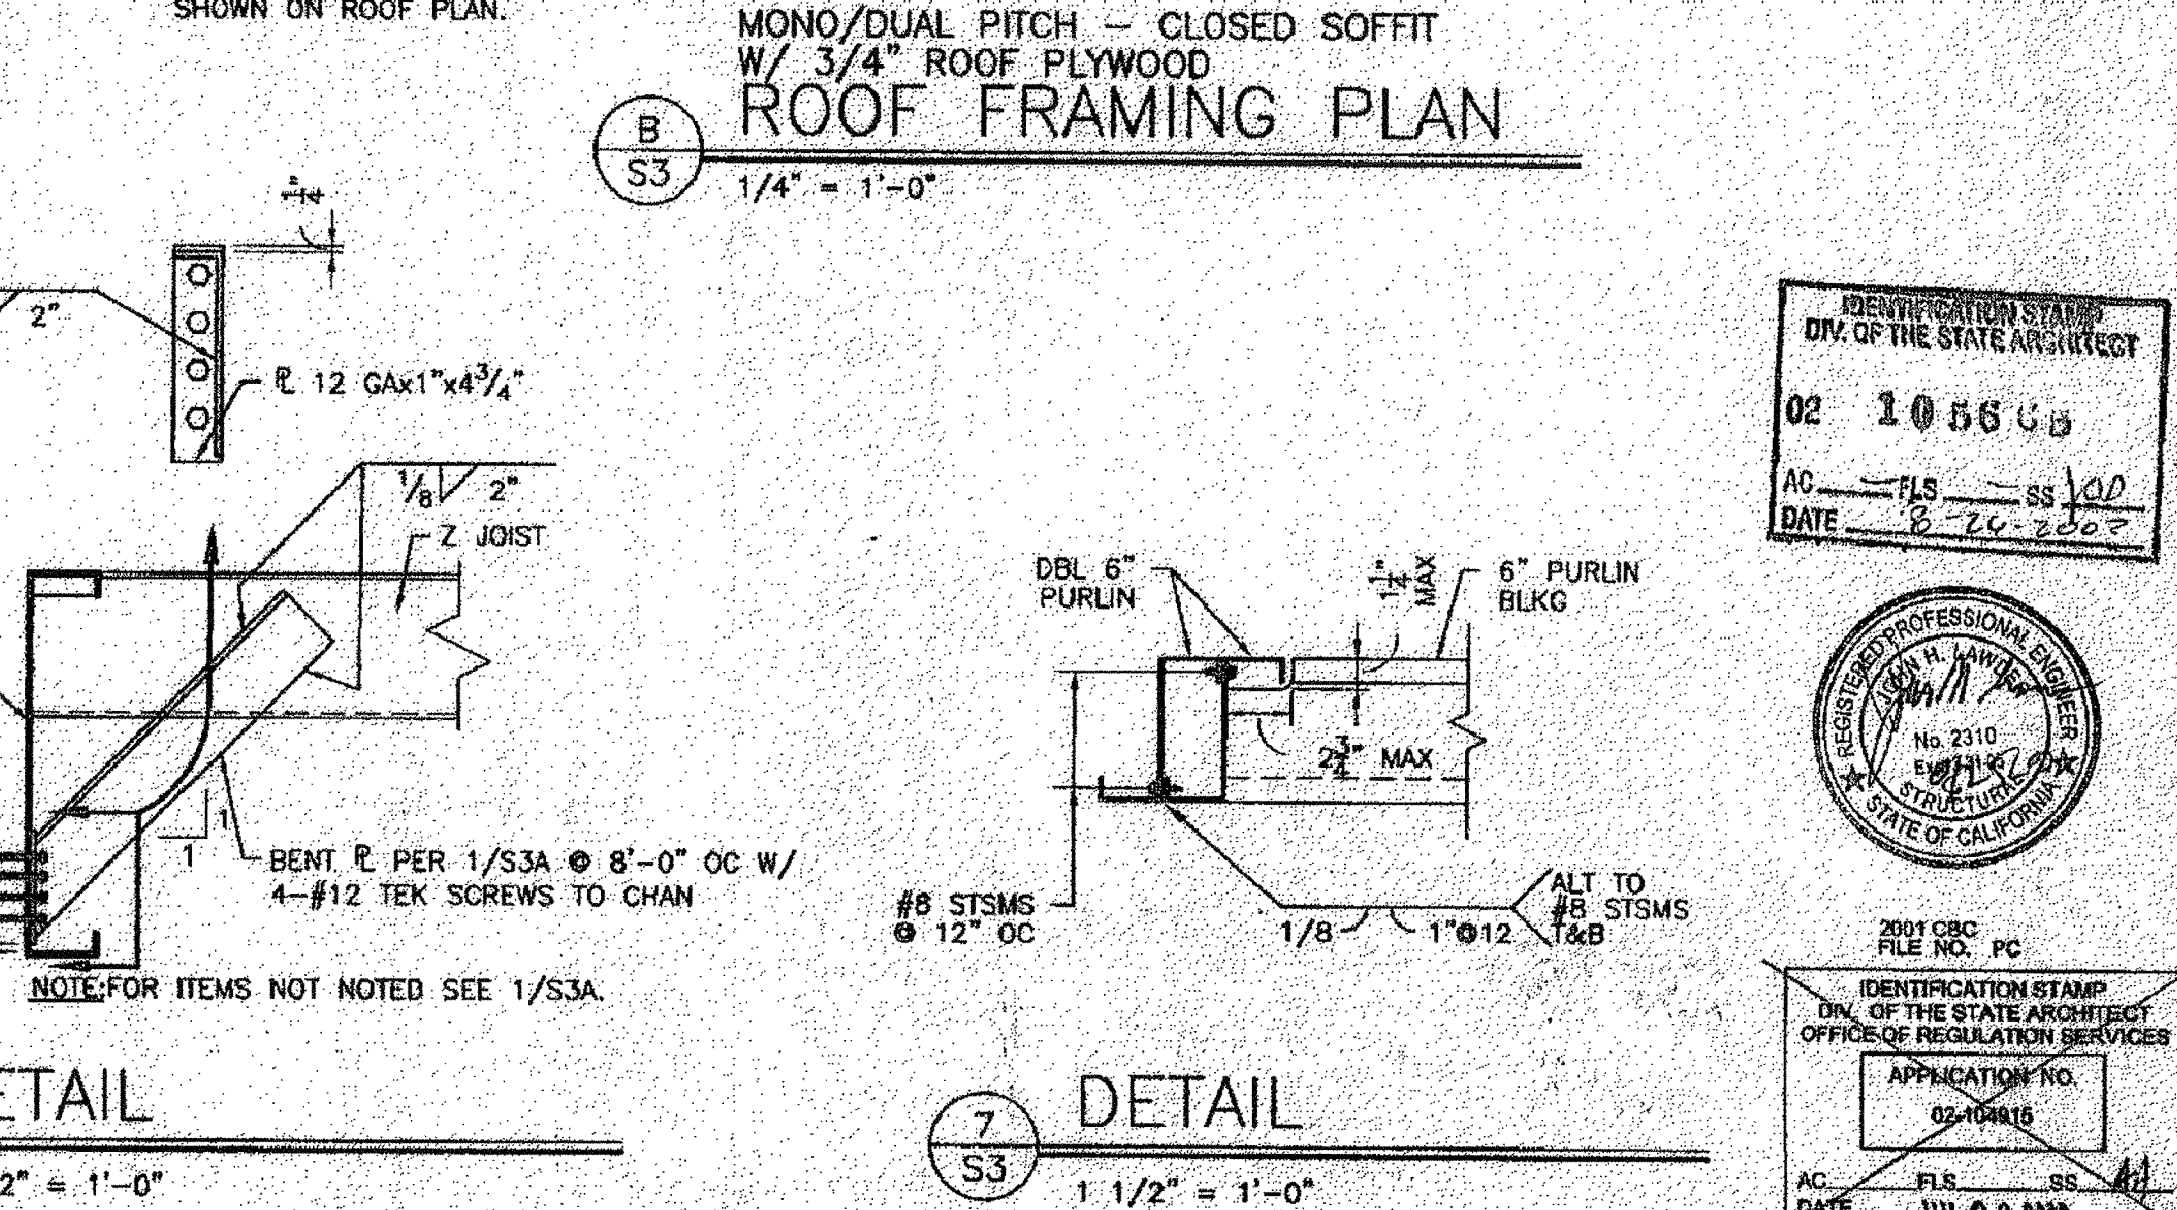 SHOWN ON ROOF PLAN.
MONO/DUAL PITCH – CLOSED SOFFIT
W/ 3/4" ROOF PLYWOOD
ROOF FRAMING PLAN
B
S3
1/4" = 1'-0"
2"
℄ 12 GAx1"x4 3/4"
1/8 2"
Z JOIST
1
1
BENT ℄ PER 1/S3A @ 8'-0" OC W/
4-#12 TEK SCREWS TO CHAN
NOTE: FOR ITEMS NOT NOTED SEE 1/S3A.
ETAIL
2" = 1'-0"
DBL 6"
PURLIN
MAX
6" PURLIN
BLKG
2 3/4" MAX
#8 STSMS
@ 12" OC
1/8 1"@12
ALT TO
#8 STSMS
T&B
7
S3
DETAIL
1 1/2" = 1'-0"
IDENTIFICATION STAMP
DIV. OF THE STATE ARCHITECT
02
AC FLS SS
DATE
REGISTERED PROFESSIONAL ENGINEER
JOHN H.
No. 2310
STRUCTURAL
STATE OF CALIFORNIA
2001 CBC
FILE NO. PC
IDENTIFICATION STAMP
DIV. OF THE STATE ARCHITECT
OFFICE OF REGULATION SERVICES
APPLICATION NO.
AC FLS SS
DATE